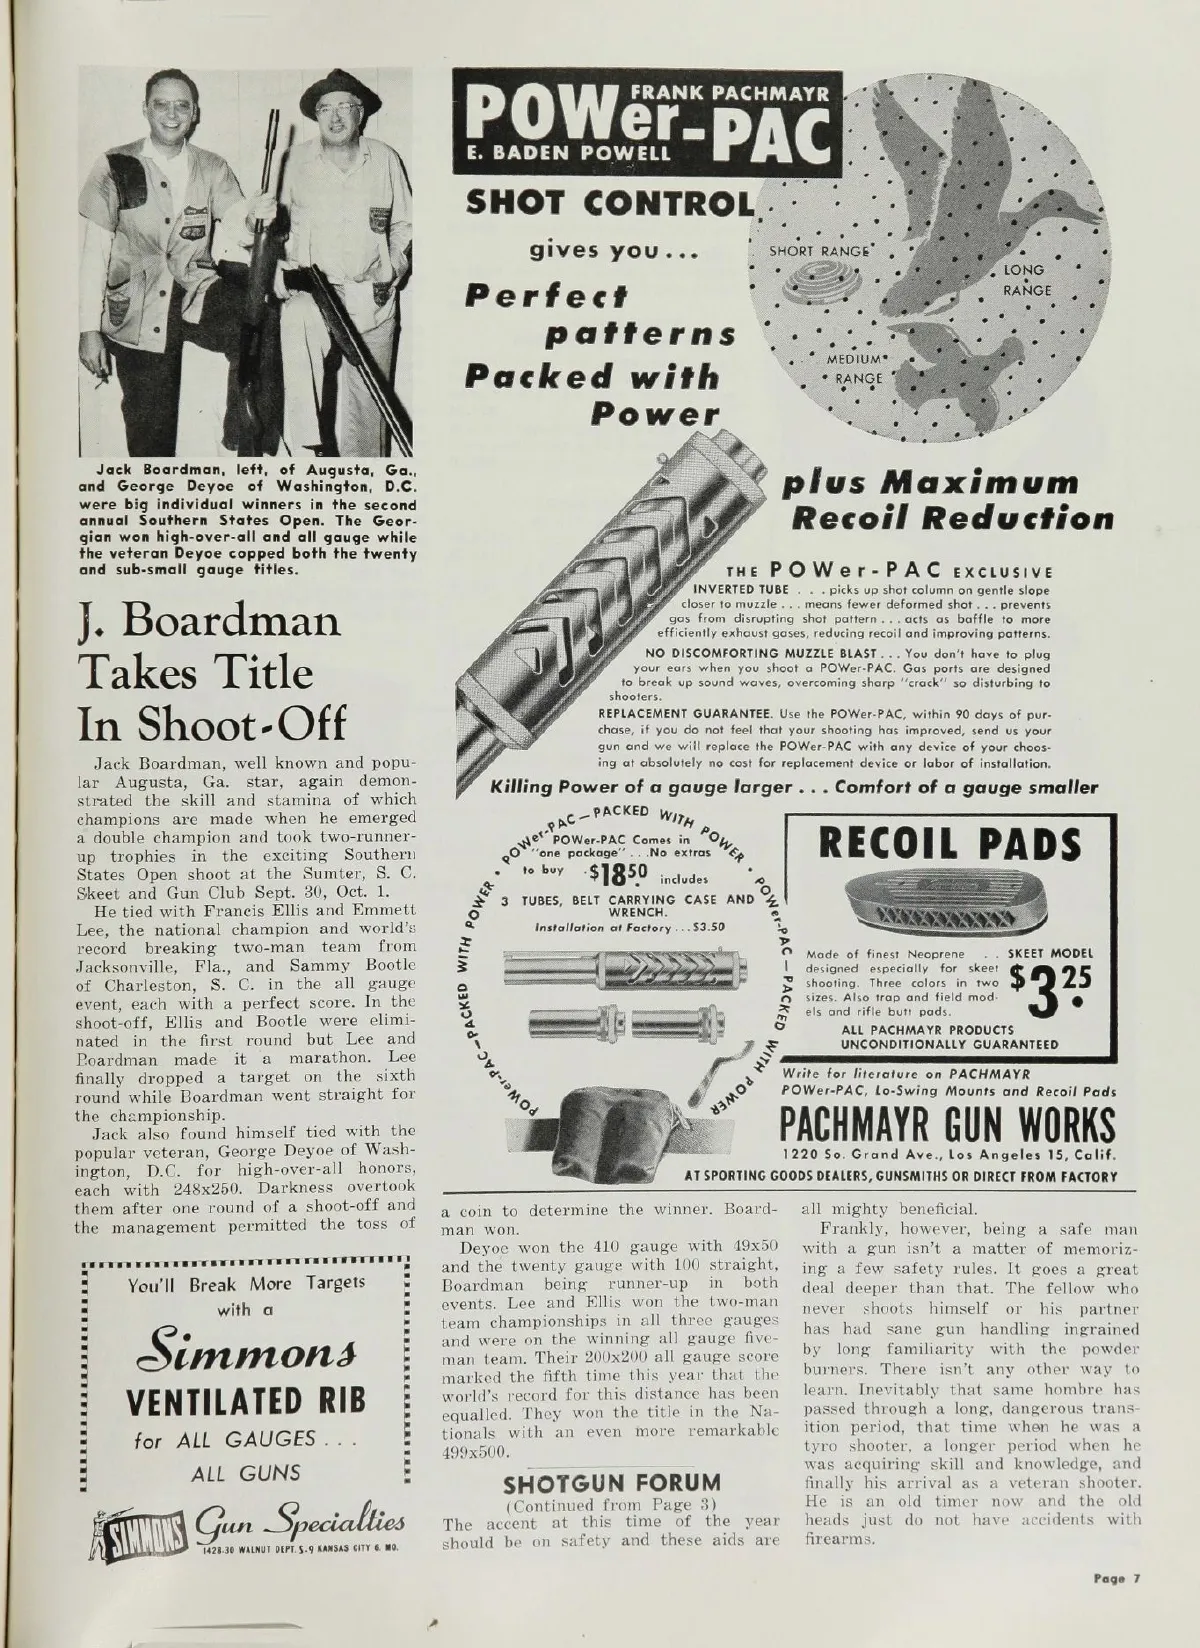 Jack Boardman, left, of Augusta, Ga.,
and George Deyoe of Washington, D.C.
were big individual winners in the second
annual Southern States Open. The Geor-
gian won high-over-all and all gauge while
the veteran Deyoe copped both the twenty
and sub-small gauge titles.
J. Boardman
Takes Title
In Shoot-Off
Jack Boardman, well known and popu-
lar Augusta, Ga. star, again demon-
strated the skill and stamina of which
champions are made when he emerged
a double champion and took two-runner-
up trophies in the exciting Southern
States Open shoot at the Sumter, S. C.
Skeet and Gun Club Sept. 30, Oct. 1.
He tied with Francis Ellis and Emmett
Lee, the national champion and world's
record breaking two-man team from
Jacksonville, Fla., and Sammy Bootle
of Charleston, S. C. in the all gauge
event, each with a perfect score. In the
shoot-off, Ellis and Bootle were elimi-
nated in the first round but Lee and
Boardman made it a marathon. Lee
finally dropped a target on the sixth
round while Boardman went straight for
the championship.
Jack also found himself tied with the
popular veteran, George Deyoe of Wash-
ington, D.C. for high-over-all honors,
each with 248x250. Darkness overtook
them after one round of a shoot-off and
the management permitted the toss of
You'll Break More Targets
with a
Simmons
VENTILATED RIB
for ALL GAUGES . . .
ALL GUNS
SIMMONS
Gun Specialties
1428-30 WALNUT DEPT. S-9 KANSAS CITY 6, MO.
FRANK PACHMAYR
POWer-PAC
E. BADEN POWELL
SHOT CONTROL
gives you . . .
Perfect
patterns
Packed with
Power
SHORT RANGE
LONG
RANGE
MEDIUM
RANGE
plus Maximum
Recoil Reduction
THE POWer-PAC EXCLUSIVE
INVERTED TUBE . . . picks up shot column on gentle slope
closer to muzzle . . . means fewer deformed shot . . . prevents
gas from disrupting shot pattern . . . acts as baffle to more
efficiently exhaust gases, reducing recoil and improving patterns.
NO DISCOMFORTING MUZZLE BLAST . . . You don't have to plug
your ears when you shoot a POWer-PAC. Gas ports are designed
to break up sound waves, overcoming sharp "crack" so disturbing to
shooters.
REPLACEMENT GUARANTEE. Use the POWer-PAC, within 90 days of pur-
chase, if you do not feel that your shooting has improved, send us your
gun and we will replace the POWer-PAC with any device of your choos-
ing at absolutely no cost for replacement device or labor of installation.
Killing Power of a gauge larger . . . Comfort of a gauge smaller
POWer-PAC—PACKED WITH POWER • POWer-PAC—PACKED WITH POWER
POWer-PAC—PACKED WITH POWER •
POWer-PAC Comes in
"one package" . . .No extras
to buy $18.50 includes
3 TUBES, BELT CARRYING CASE AND
WRENCH.
Installation at Factory . . . $3.50
RECOIL PADS
Made of finest Neoprene . .
designed especially for skeet
shooting. Three colors in two
sizes. Also trap and field mod-
els and rifle butt pads.
SKEET MODEL
$3.25
ALL PACHMAYR PRODUCTS
UNCONDITIONALLY GUARANTEED
Write for literature on PACHMAYR
POWer-PAC, Lo-Swing Mounts and Recoil Pads
PACHMAYR GUN WORKS
1220 So. Grand Ave., Los Angeles 15, Calif.
AT SPORTING GOODS DEALERS, GUNSMITHS OR DIRECT FROM FACTORY
a coin to determine the winner. Board-
man won.
Deyoe won the 410 gauge with 49x50
and the twenty gauge with 100 straight,
Boardman being runner-up in both
events. Lee and Ellis won the two-man
team championships in all three gauges
and were on the winning all gauge five-
man team. Their 200x200 all gauge score
marked the fifth time this year that the
world's record for this distance has been
equalled. They won the title in the Na-
tionals with an even more remarkable
499x500.
SHOTGUN FORUM
(Continued from Page 3)
The accent at this time of the year
should be on safety and these aids are
all mighty beneficial.
Frankly, however, being a safe man
with a gun isn't a matter of memoriz-
ing a few safety rules. It goes a great
deal deeper than that. The fellow who
never shoots himself or his partner
has had sane gun handling ingrained
by long familiarity with the powder
burners. There isn't any other way to
learn. Inevitably that same hombre has
passed through a long, dangerous trans-
ition period, that time when he was a
tyro shooter, a longer period when he
was acquiring skill and knowledge, and
finally his arrival as a veteran shooter.
He is an old timer now and the old
heads just do not have accidents with
firearms.
Page 7